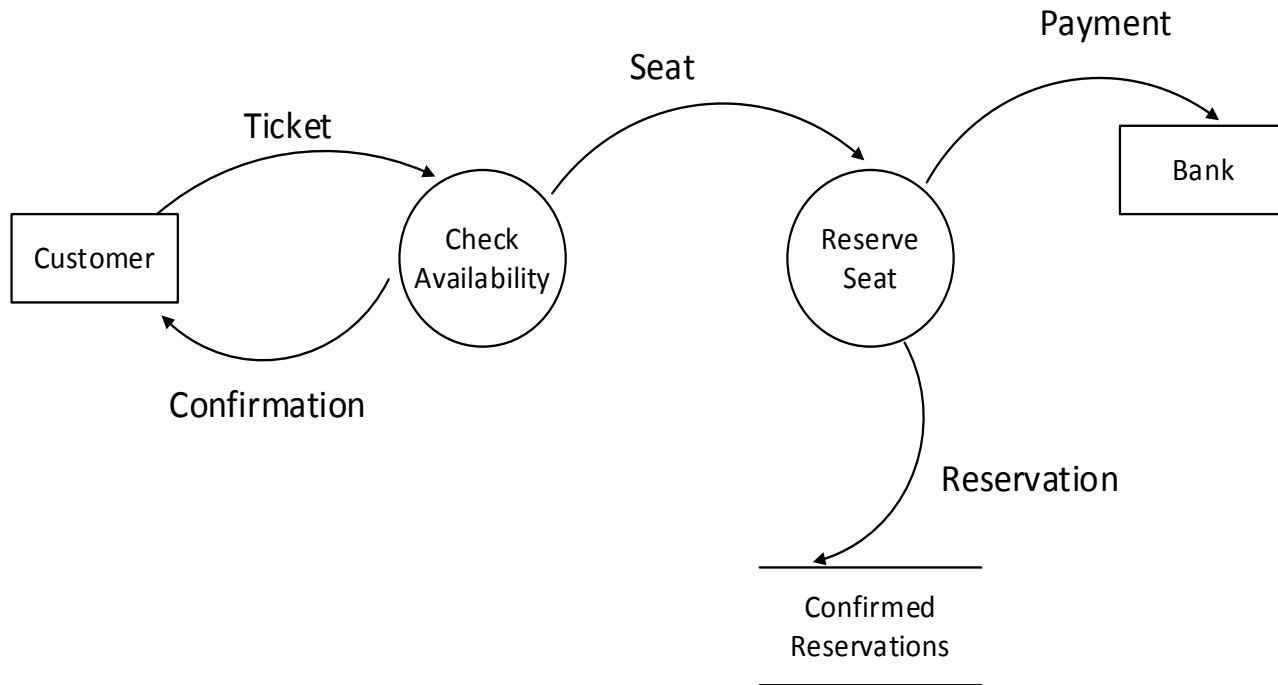 Payment
Seat
Ticket
Bank
Customer
Check
Availability
Reserve
Seat
Confirmation
Reservation
Confirmed
Reservations